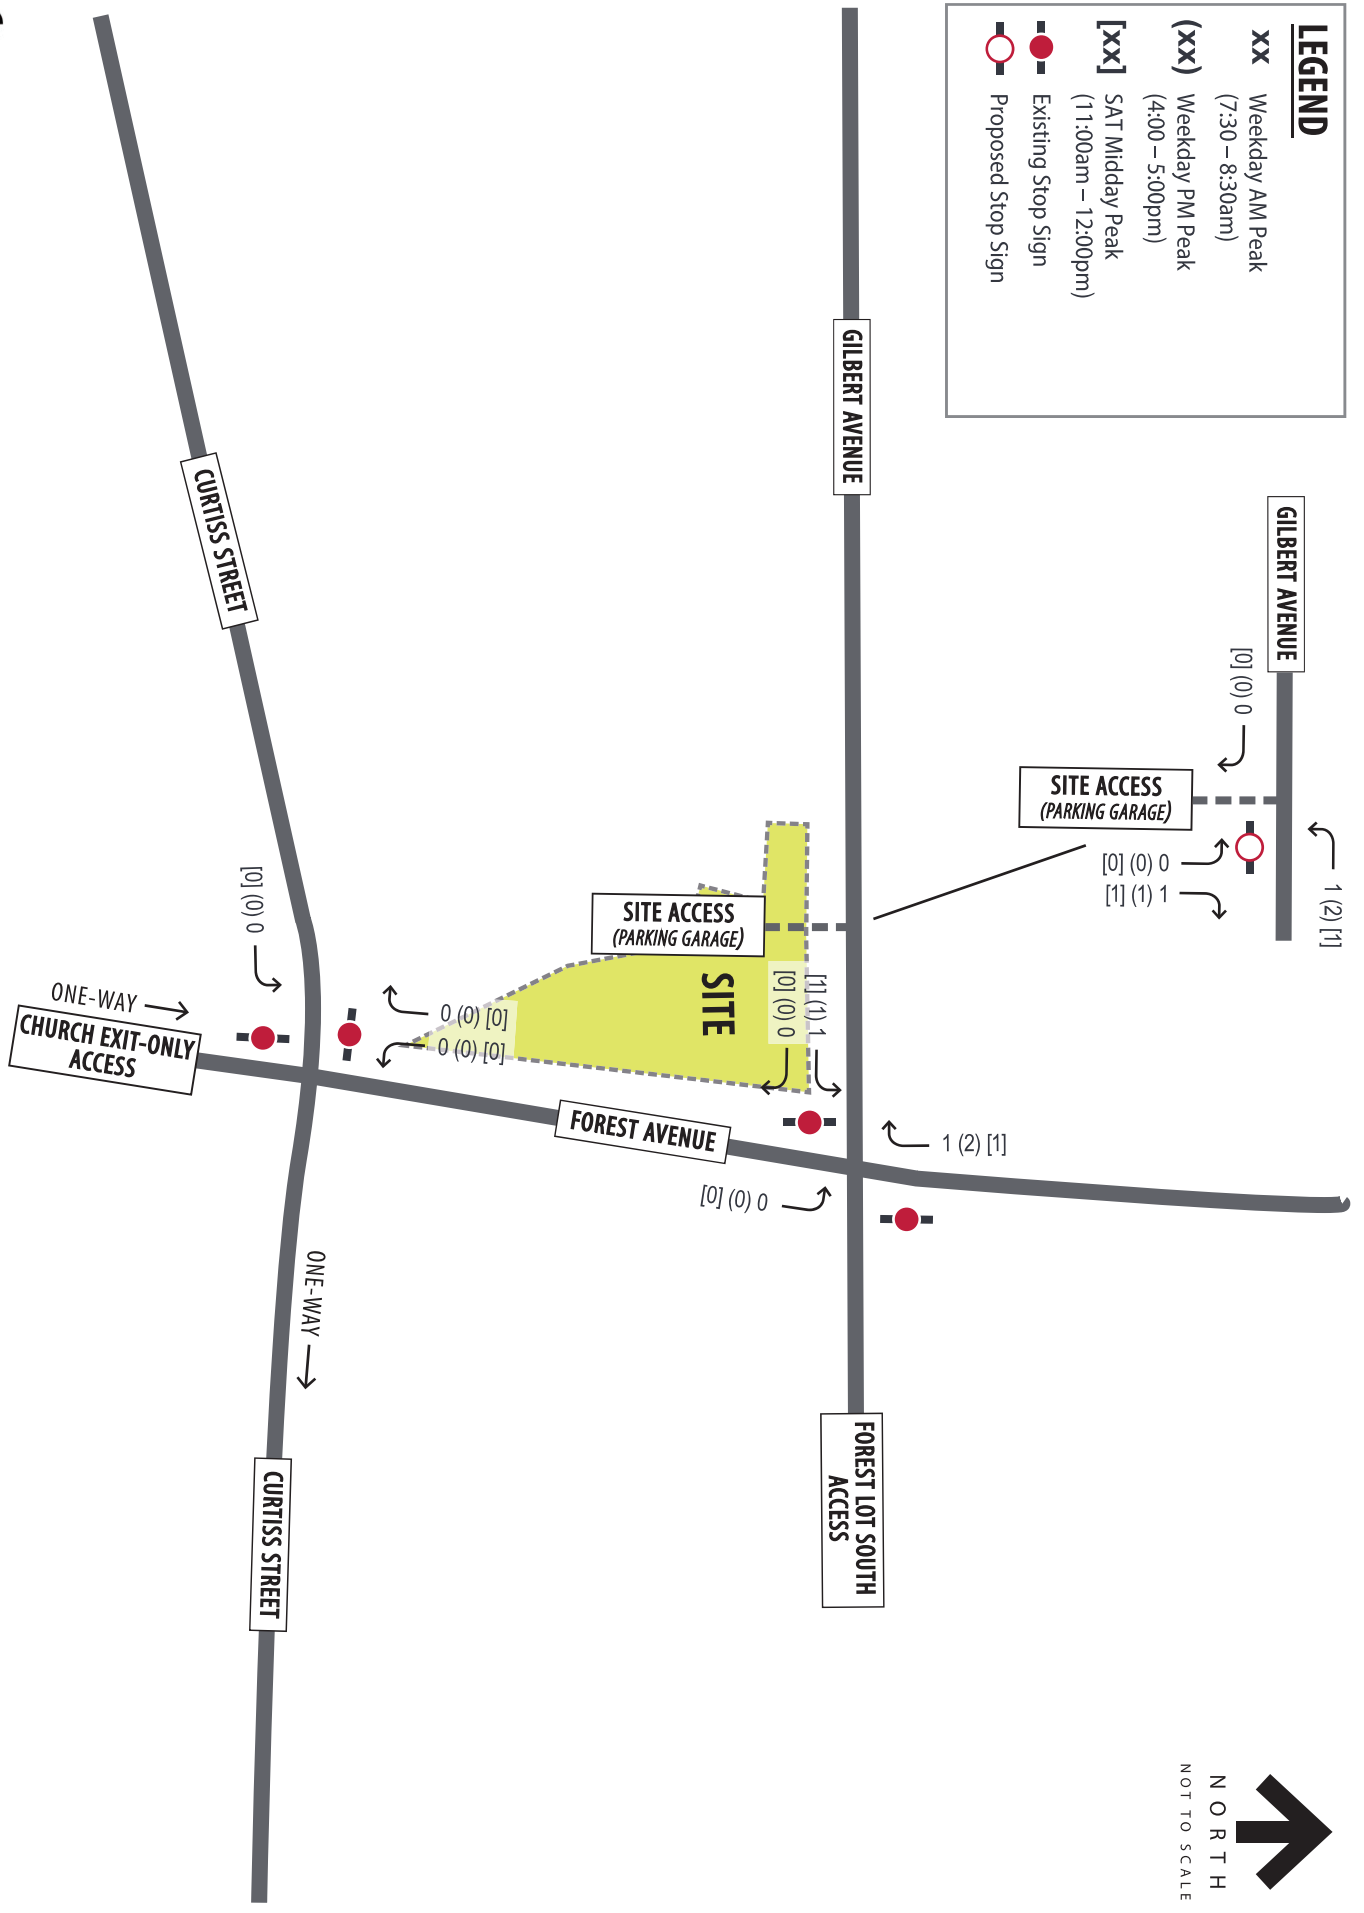 LEGEND
XX Weekday AM Peak
(7:30 – 8:30am)
(XX) Weekday PM Peak
(4:00 – 5:00pm)
[XX] SAT Midday Peak
(11:00am – 12:00pm)
Existing Stop Sign
Proposed Stop Sign
GILBERT AVENUE
[0] (0) 0
1 (2) [1]
SITE ACCESS
(PARKING GARAGE)
[0] (0) 0
[1] (1) 1
GILBERT AVENUE
SITE ACCESS
(PARKING GARAGE)
SITE
[1] (1) 1
[0] (0) 0
1 (2) [1]
[0] (0) 0
FOREST AVENUE
FOREST LOT SOUTH
ACCESS
0 (0) [0]
0 (0) [0]
CURTISS STREET
[0] (0) 0
ONE-WAY
CHURCH EXIT-ONLY
ACCESS
ONE-WAY
CURTISS STREET
NORTH
NOT TO SCALE